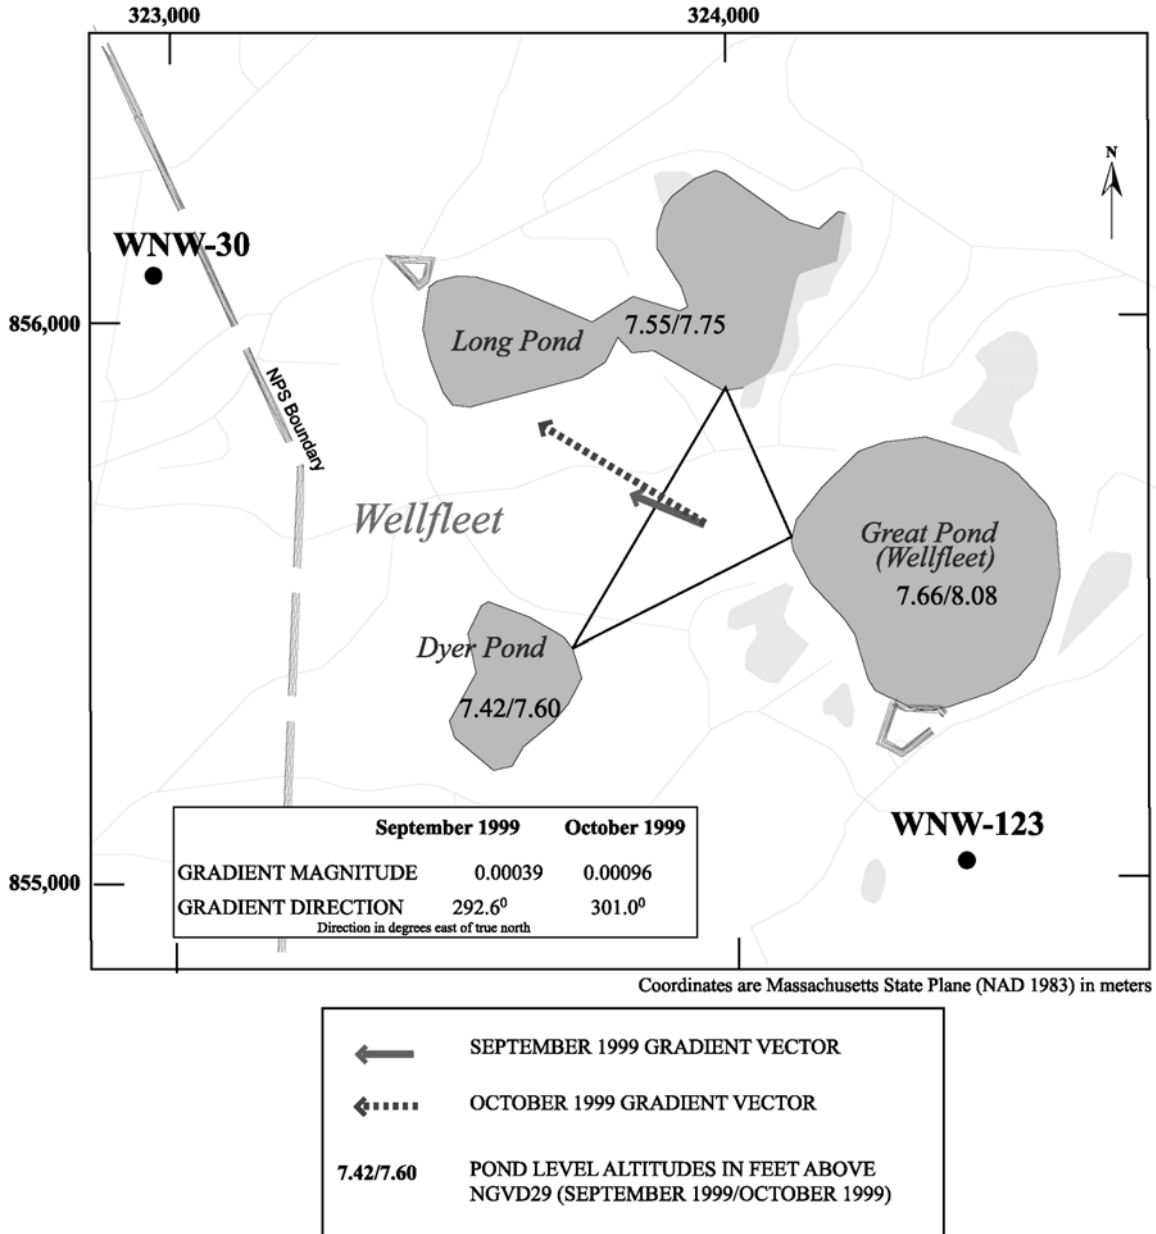 323,000
324,000
N
WNW-30
856,000
7.55/7.75
Long Pond
NPS Boundary
Wellfleet
Great Pond
(Wellfleet)
7.66/8.08
Dyer Pond
7.42/7.60
WNW-123
September 1999 October 1999
GRADIENT MAGNITUDE 0.00039 0.00096
855,000
GRADIENT DIRECTION 292.6⁰ 301.0⁰
Direction in degrees east of true north
Coordinates are Massachusetts State Plane (NAD 1983) in meters
SEPTEMBER 1999 GRADIENT VECTOR
OCTOBER 1999 GRADIENT VECTOR
7.42/7.60 POND LEVEL ALTITUDES IN FEET ABOVE
NGVD29 (SEPTEMBER 1999/OCTOBER 1999)